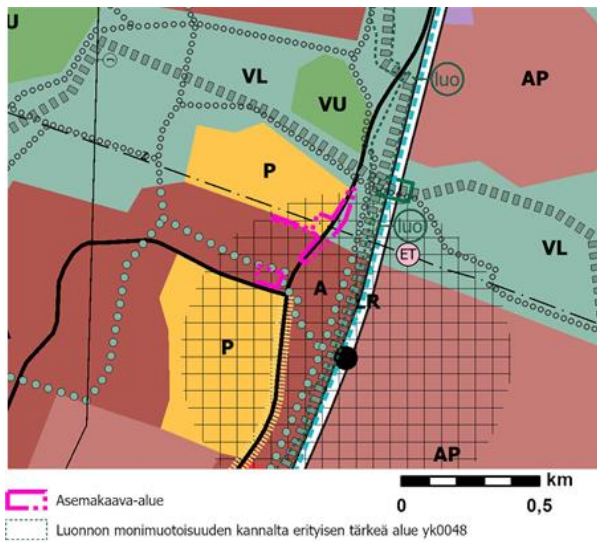 U
VL
VU
luo
AP
P
luo
ET
VL
A
LR
P
AP
km
0
0,5
Asemakaava-alue
Luonnon monimuotoisuuden kannalta erityisen tärkeä alue yk0048